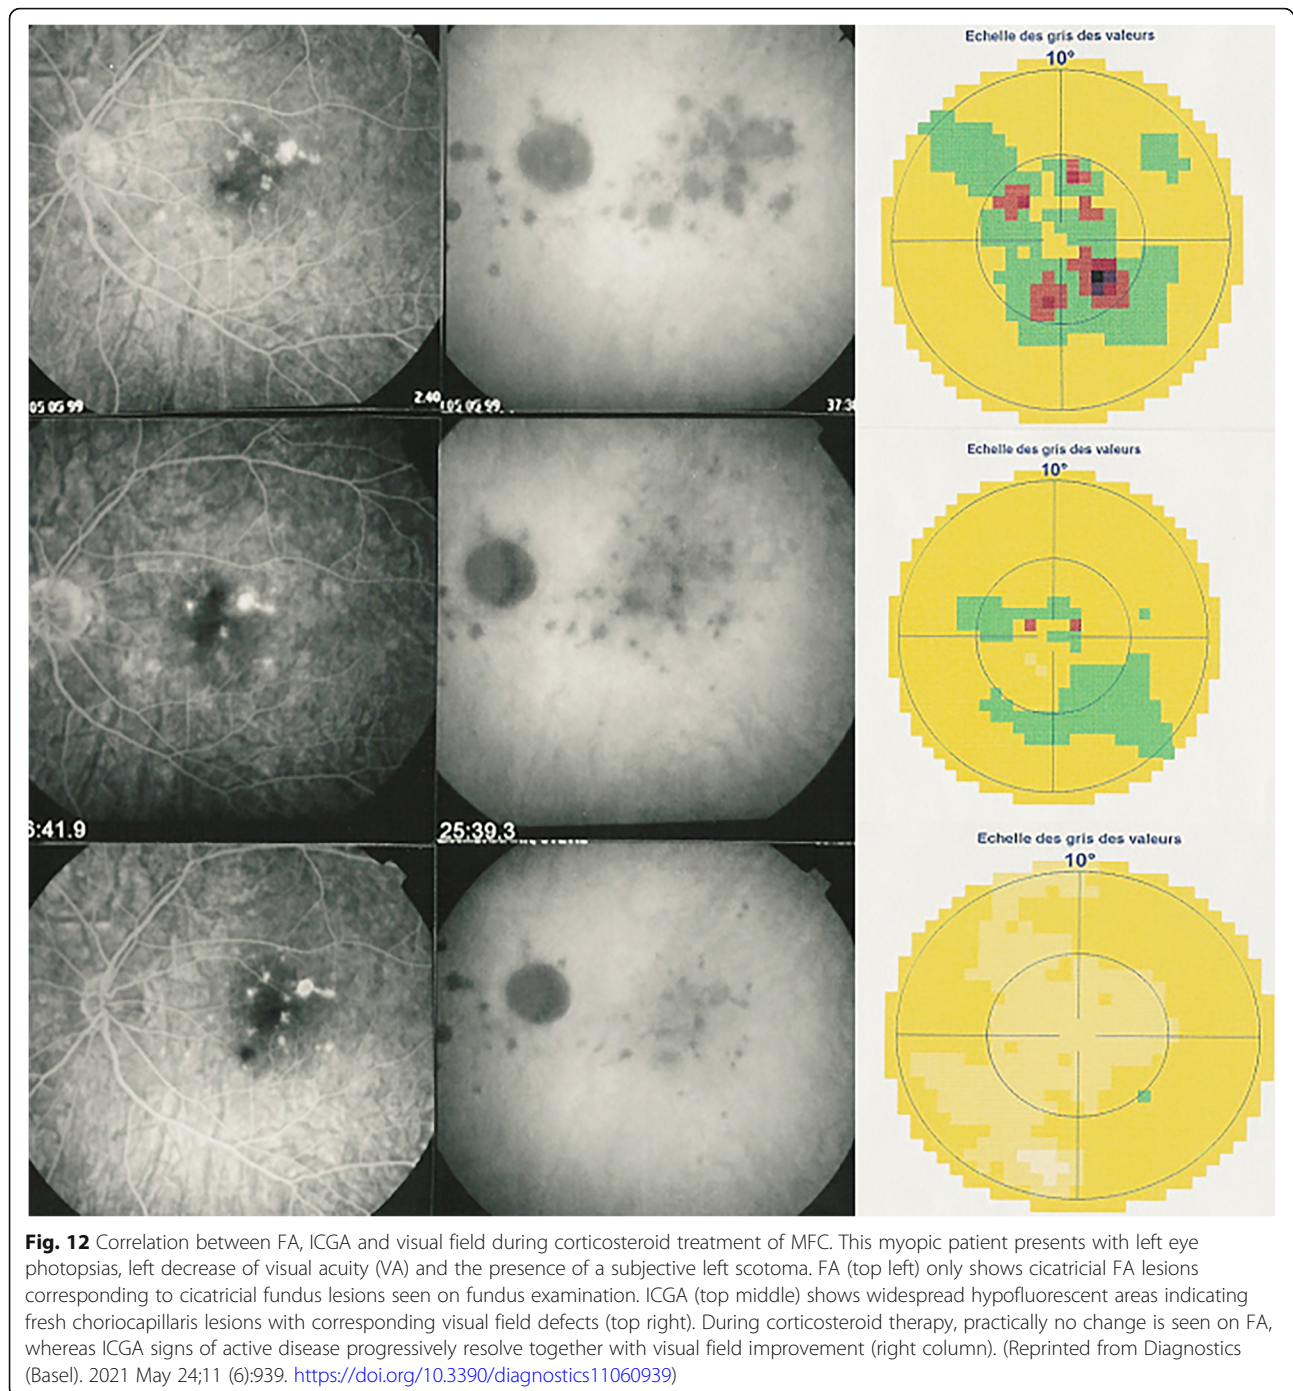 Echelle des gris des valeurs
10°
05 05 99
2.40
05 05 99
Echelle des gris des valeurs
10°
6:41.9
25:39.3
Echelle des gris des valeurs
10°
Fig. 12 Correlation between FA, ICGA and visual field during corticosteroid treatment of MFC. This myopic patient presents with left eye
photopsias, left decrease of visual acuity (VA) and the presence of a subjective left scotoma. FA (top left) only shows cicatricial FA lesions
corresponding to cicatricial fundus lesions seen on fundus examination. ICGA (top middle) shows widespread hypofluorescent areas indicating
fresh choriocapillaris lesions with corresponding visual field defects (top right). During corticosteroid therapy, practically no change is seen on FA,
whereas ICGA signs of active disease progressively resolve together with visual field improvement (right column). (Reprinted from Diagnostics
(Basel). 2021 May 24;11 (6):939. https://doi.org/10.3390/diagnostics11060939)